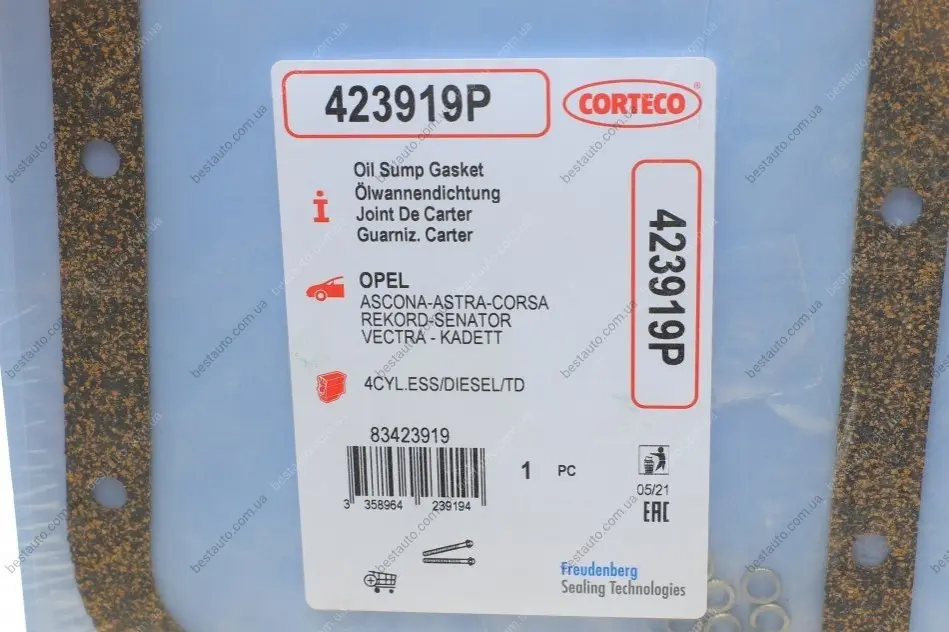 423919P
CORTECO
®
Oil Sump Gasket
Ölwannendichtung
Joint De Carter
Guarniz. Carter
423919P
OPEL
ASCONA-ASTRA-CORSA
REKORD-SENATOR
VECTRA - KADETT
4CYL.ESS/DIESEL/TD
83423919
3 358964 239194
1 PC
05/21
EAC
Freudenberg
Sealing Technologies
bestauto.com.ua